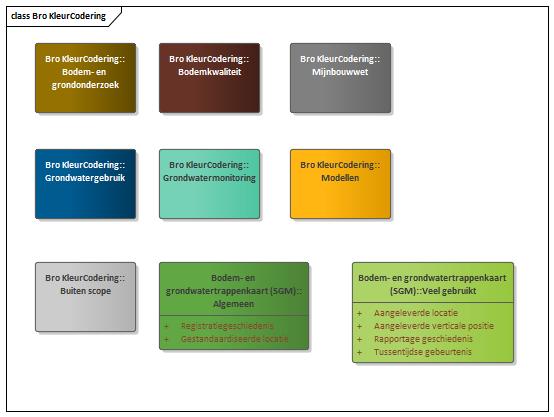 class Bro KleurCodering
Bro KleurCodering::
Bodem- en
grondonderzoek
Bro KleurCodering::
Bodemkwaliteit
Bro KleurCodering::
Mijnbouwwet
Bro KleurCodering::
Grondwatergebruik
Bro KleurCodering::
Grondwatermonitoring
Bro KleurCodering::
Modellen
Bro KleurCodering::
Buiten scope
Bodem- en
grondwatertrappenkaart (SGM)::
Algemeen
+ Registratiegeschiedenis
+ Gestandaardiseerde locatie
Bodem- en grondwatertrappenkaart
(SGM)::Veel gebruikt
+ Aangeleverde locatie
+ Aangeleverde verticale positie
+ Rapportage geschiedenis
+ Tussentijdse gebeurtenis